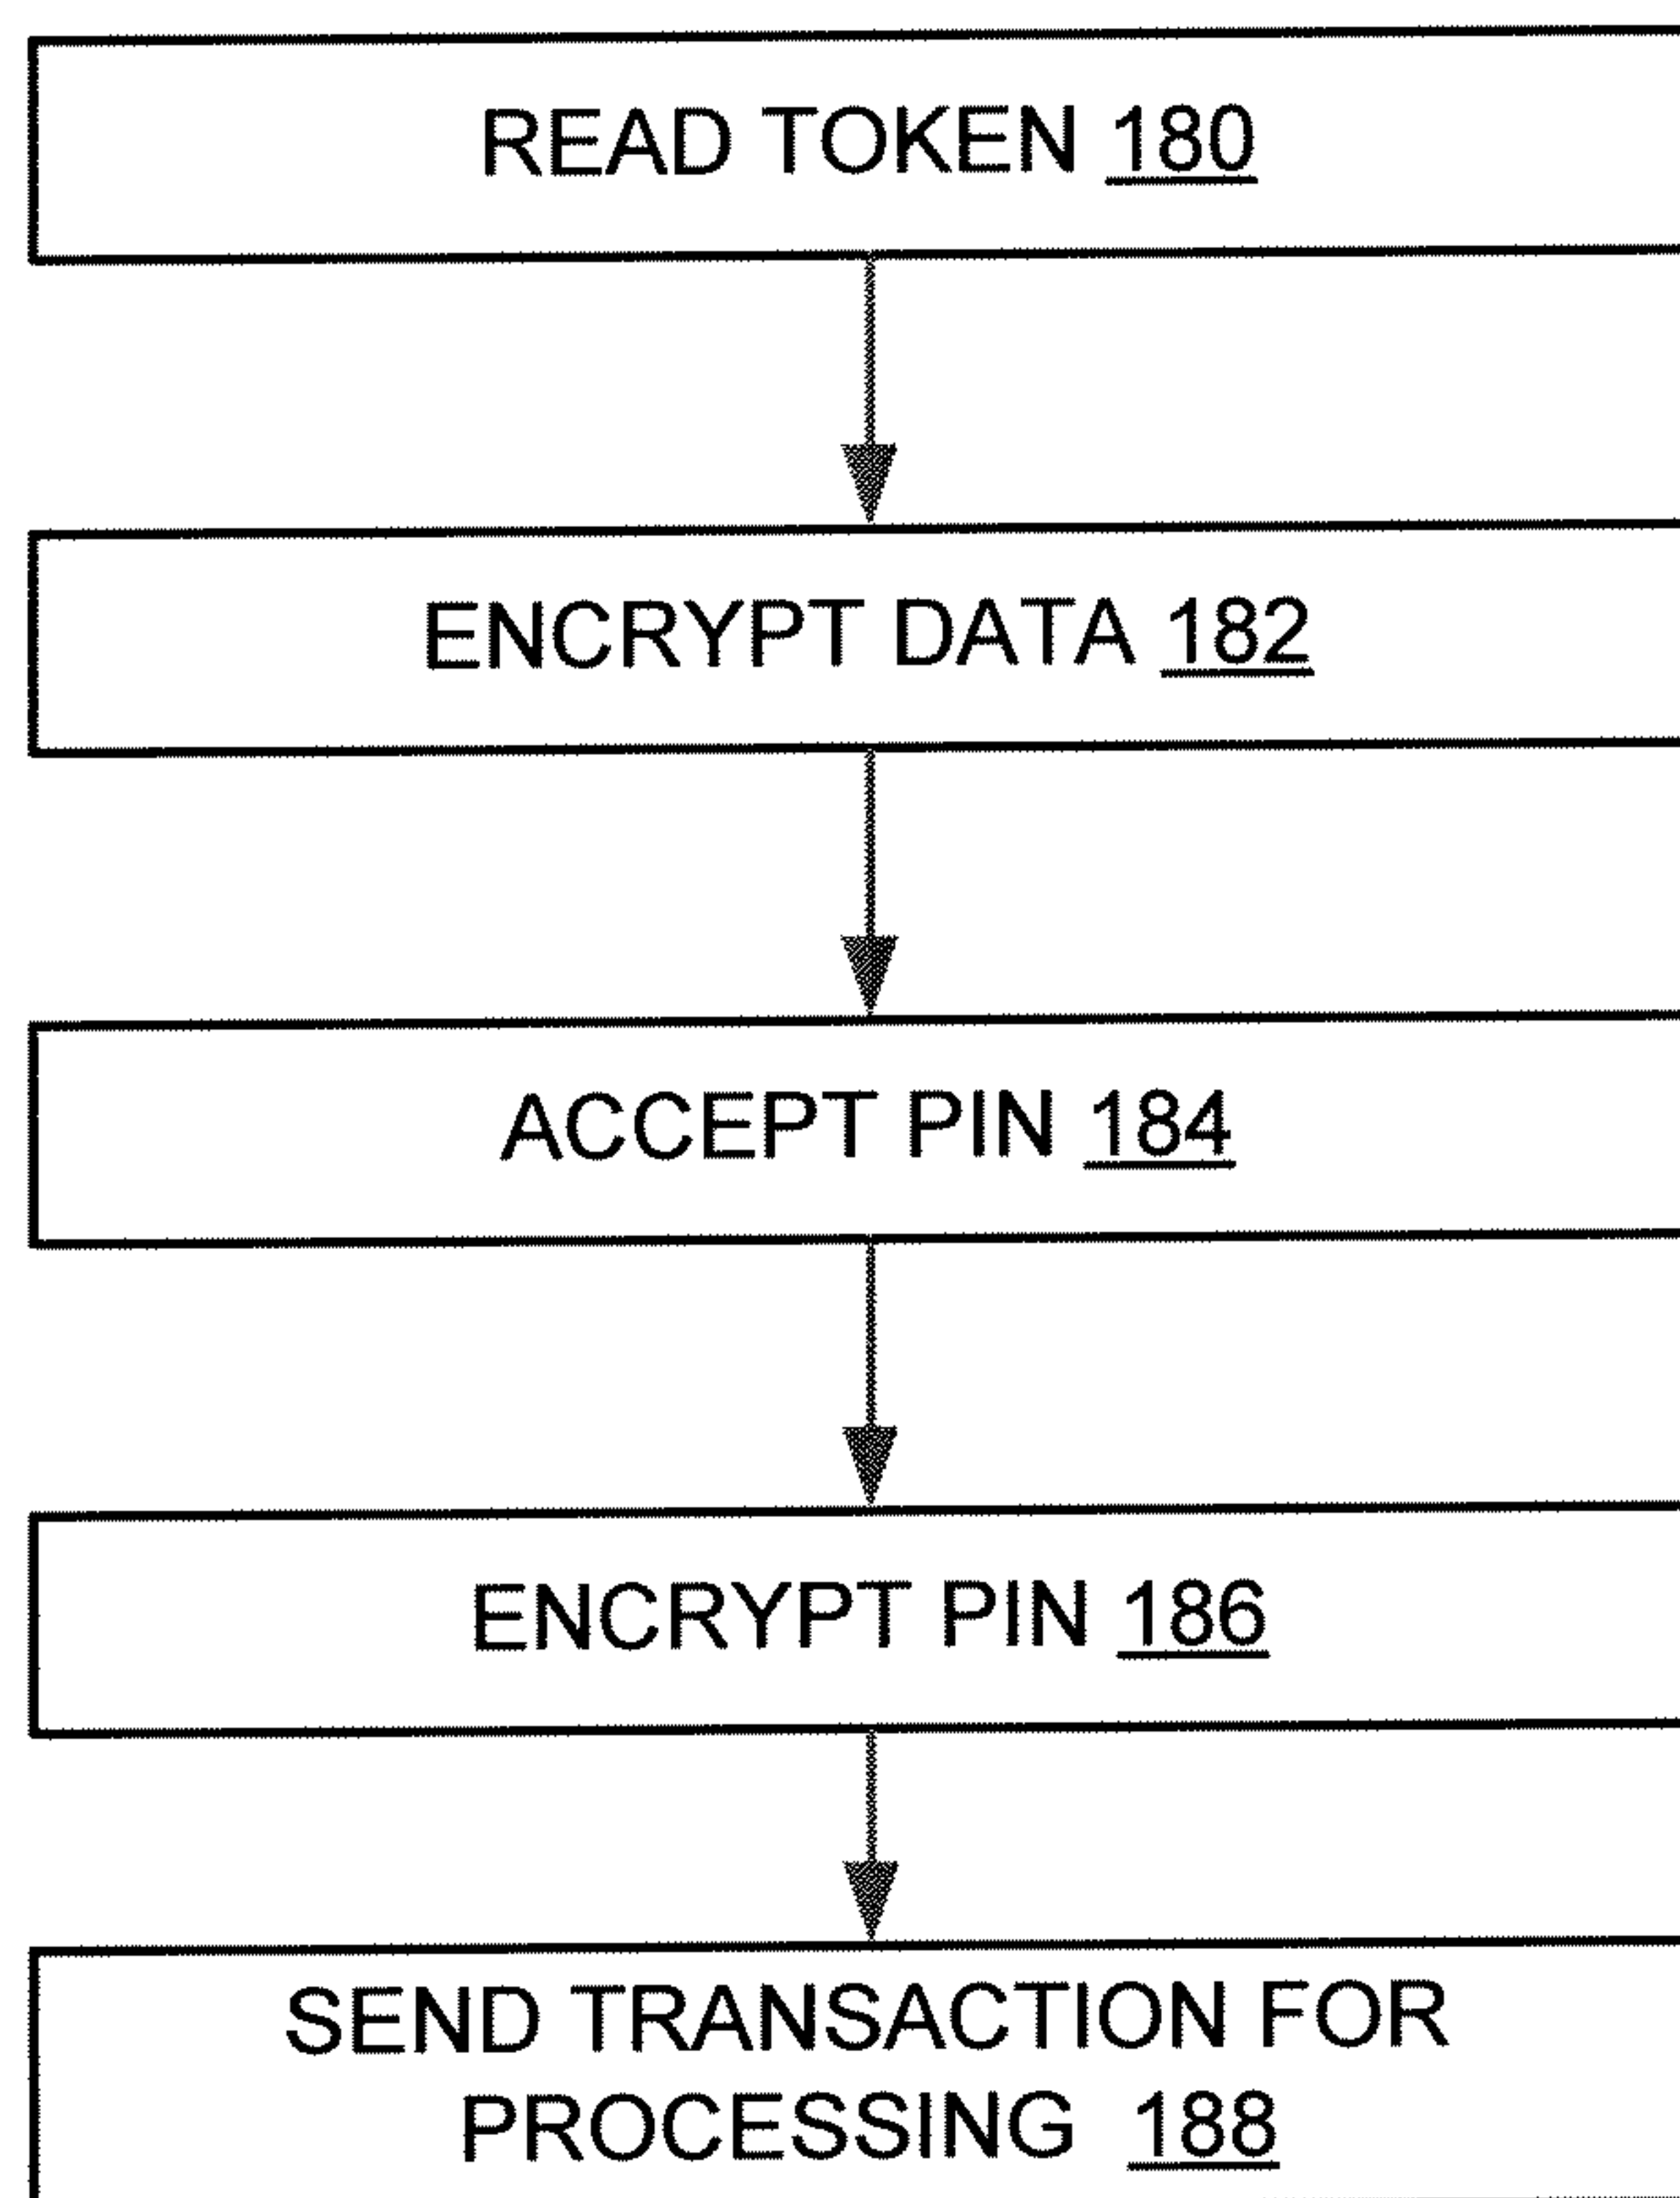 READ TOKEN 180
ENCRYPT DATA 182
ACCEPT PIN 184
ENCRYPT PIN 186
SEND TRANSACTION FOR
PROCESSING 188